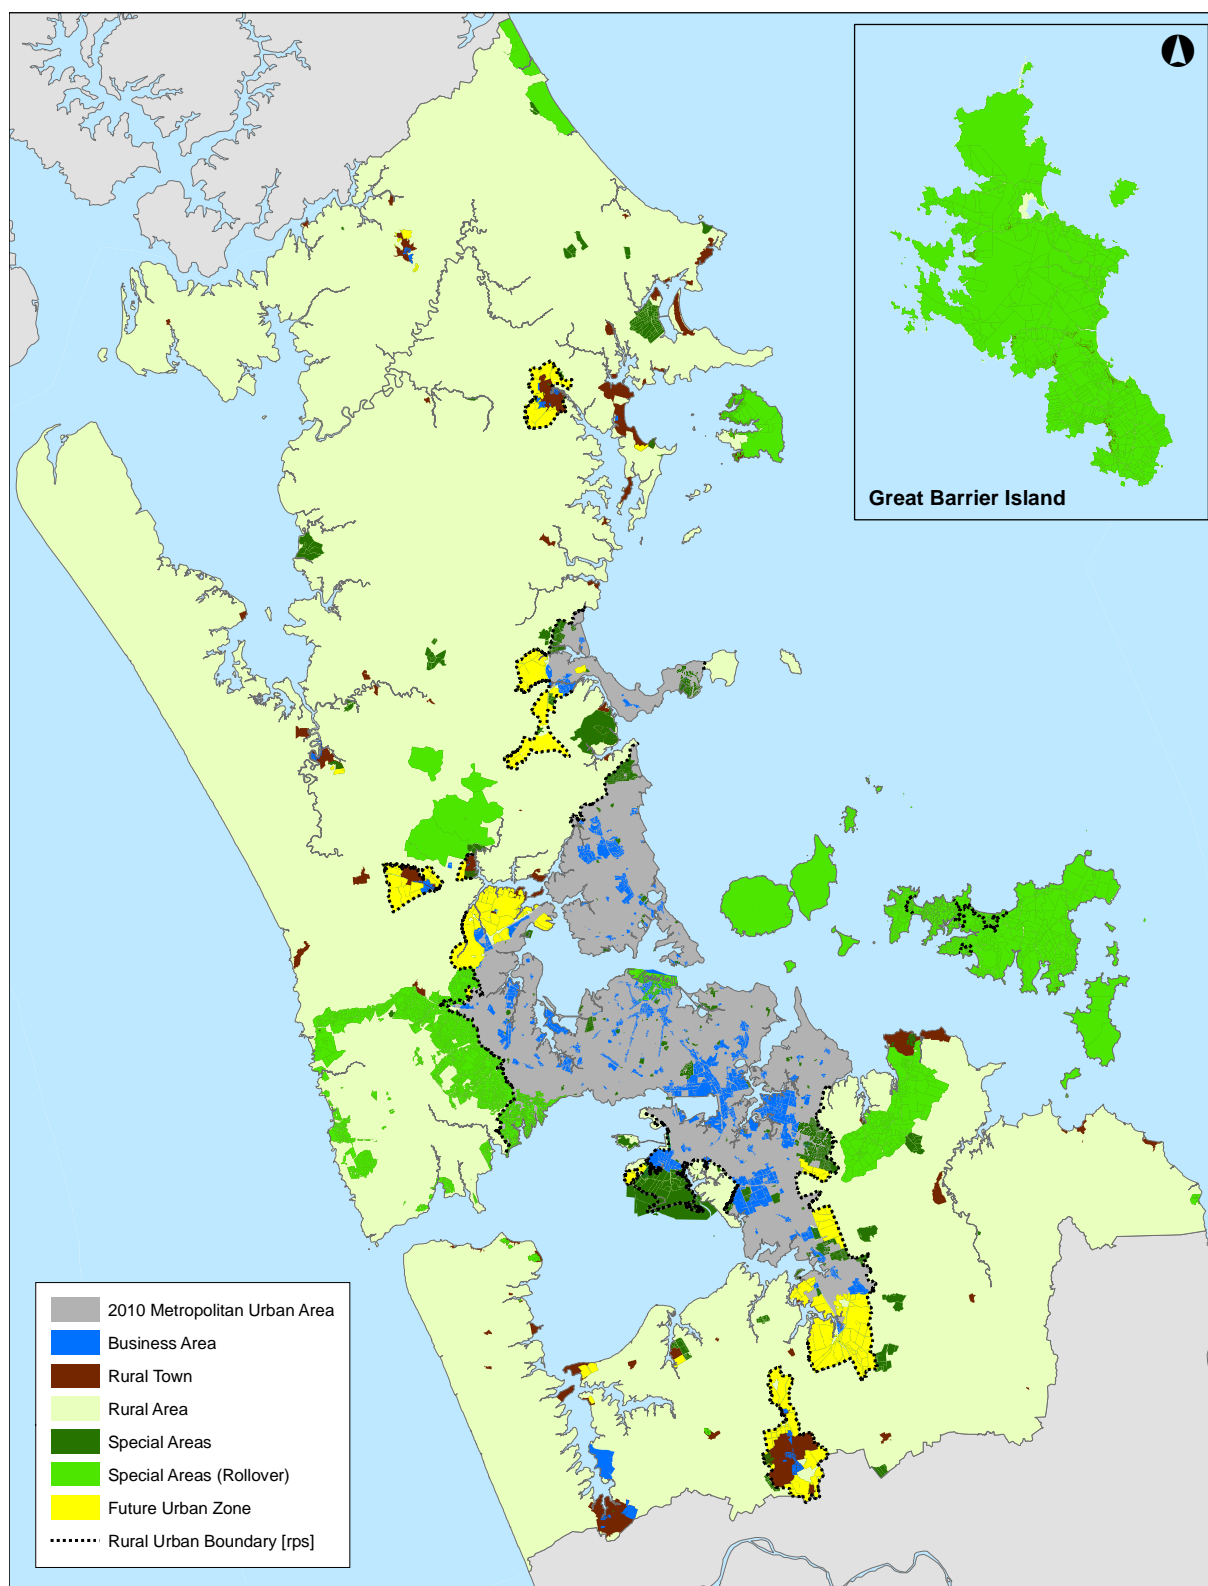 Great Barrier Island
2010 Metropolitan Urban Area
Business Area
Rural Town
Rural Area
Special Areas
Special Areas (Rollover)
Future Urban Zone
Rural Urban Boundary [rps]